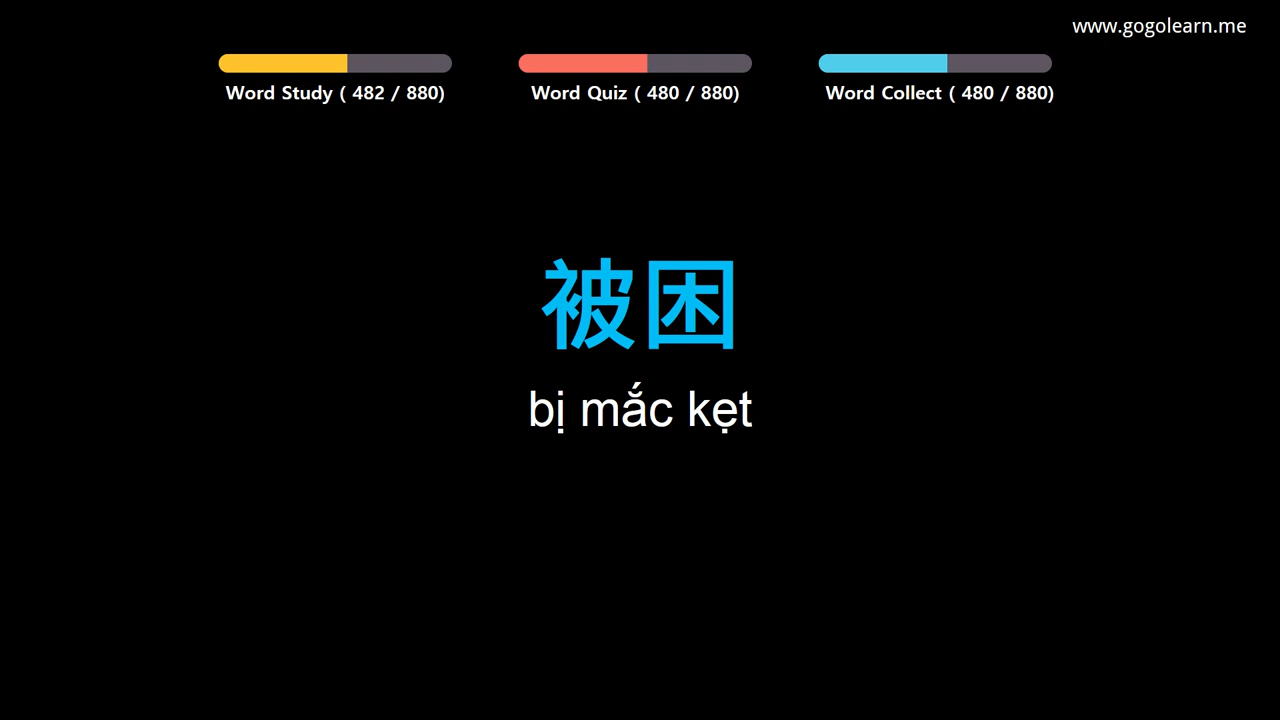 www.gogolearn.me
Word Study ( 482 / 880)
Word Quiz ( 480 / 880)
Word Collect ( 480 / 880)
被困
bị mắc kẹt